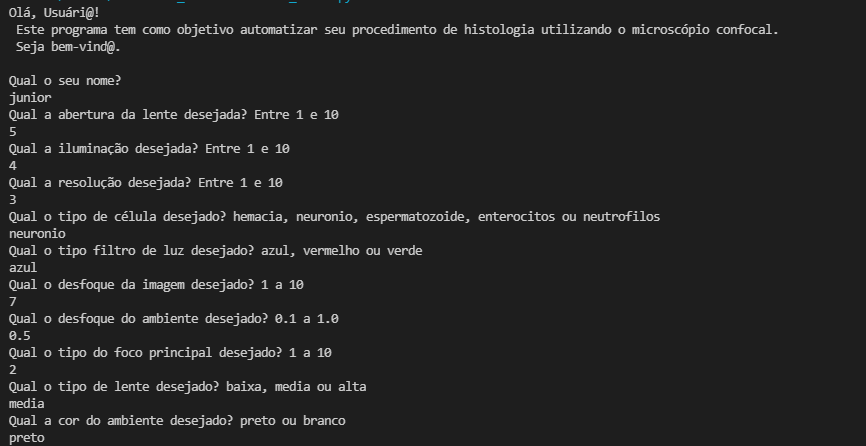 Olá, Usuári@!
Este programa tem como objetivo automatizar seu procedimento de histologia utilizando o microscópio confocal.
Seja bem-vind@.
Qual o seu nome?
junior
Qual a abertura da lente desejada? Entre 1 e 10
5
Qual a iluminação desejada? Entre 1 e 10
4
Qual a resolução desejada? Entre 1 e 10
3
Qual o tipo de célula desejado? hemacia, neuronio, espermatozoide, enterocitos ou neutrofilos
neuronio
Qual o tipo filtro de luz desejado? azul, vermelho ou verde
azul
Qual o desfoque da imagem desejado? 1 a 10
7
Qual o desfoque do ambiente desejado? 0.1 a 1.0
0.5
Qual o tipo do foco principal desejado? 1 a 10
2
Qual o tipo de lente desejado? baixa, media ou alta
media
Qual a cor do ambiente desejado? preto ou branco
preto